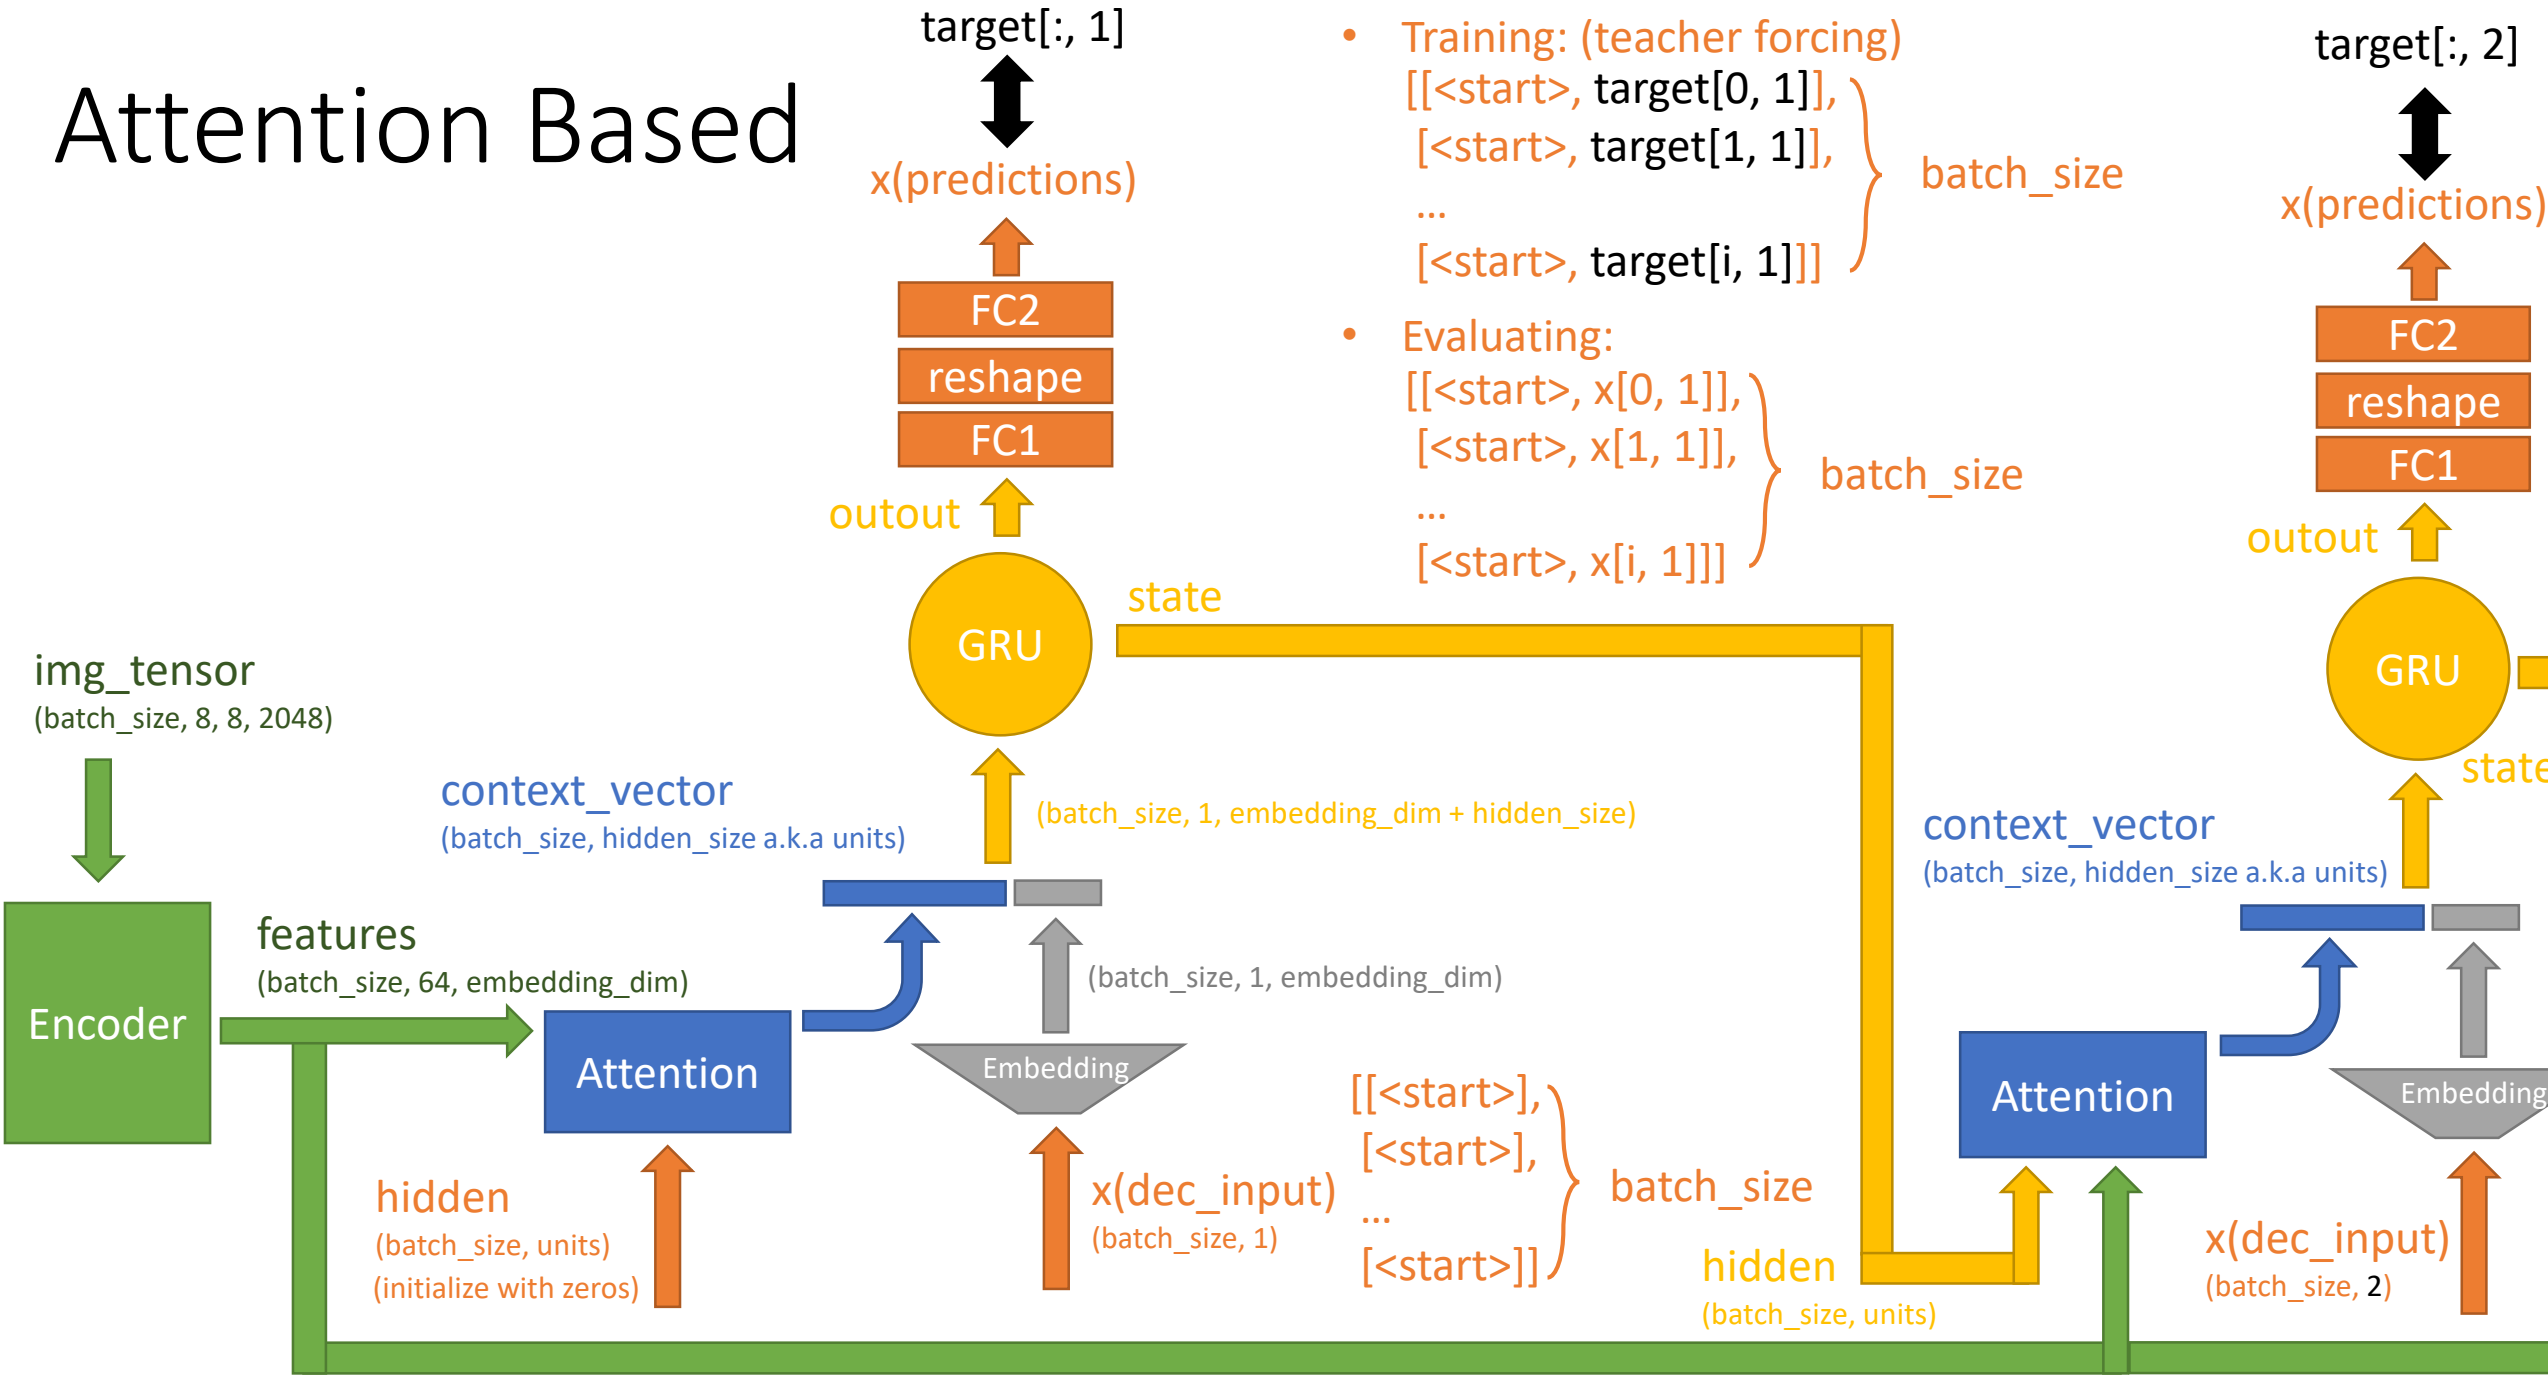 Attention Based
target[:, 1]
x(predictions)
FC2
reshape
FC1
outout
GRU
state
• Training: (teacher forcing)
[[<start>, target[0, 1]],
[<start>, target[1, 1]],
...
[<start>, target[i, 1]]]
batch_size
• Evaluating:
[[<start>, x[0, 1]],
[<start>, x[1, 1]],
...
[<start>, x[i, 1]]]
batch_size
target[:, 2]
x(predictions)
FC2
reshape
FC1
outout
GRU
state
img_tensor
(batch_size, 8, 8, 2048)
Encoder
features
(batch_size, 64, embedding_dim)
context_vector
(batch_size, hidden_size a.k.a units)
(batch_size, 1, embedding_dim + hidden_size)
(batch_size, 1, embedding_dim)
Attention
Embedding
hidden
(batch_size, units)
(initialize with zeros)
x(dec_input)
(batch_size, 1)
[[<start>],
[<start>],
...
[<start>]]
batch_size
context_vector
(batch_size, hidden_size a.k.a units)
Attention
Embedding
hidden
(batch_size, units)
x(dec_input)
(batch_size, 2)